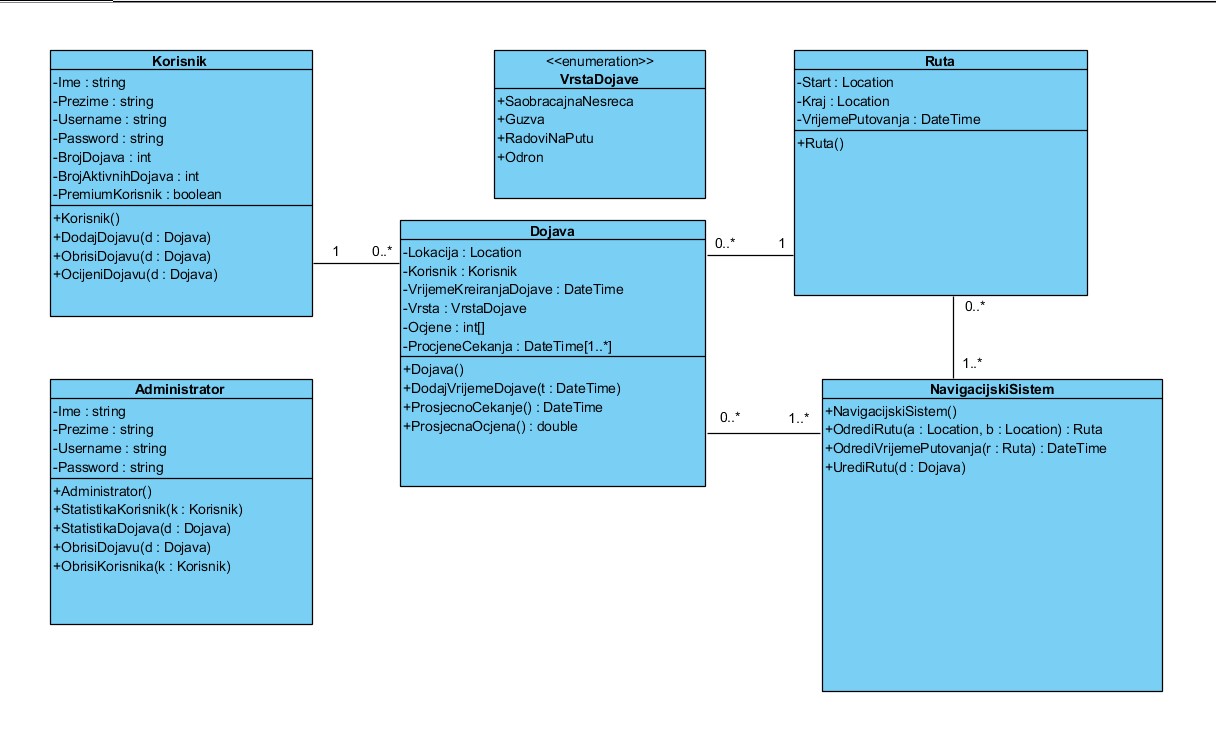 Korisnik
-Ime : string
-Prezime : string
-Username : string
-Password : string
-BrojDojava : int
-BrojAktivnihDojava : int
-PremiumKorisnik : boolean
+Korisnik()
+DodajDojavu(d : Dojava)
+ObrisiDojavu(d : Dojava)
+OcijeniDojavu(d : Dojava)
<<enumeration>>
VrstaDojave
+SaobracajnaNesreca
+Guzva
+RadoviNaPutu
+Odron
Ruta
-Start : Location
-Kraj : Location
-VrijemePutovanja : DateTime
+Ruta()
1
0..*
Dojava
-Lokacija : Location
-Korisnik : Korisnik
-VrijemeKreiranjaDojave : DateTime
-Vrsta : VrstaDojave
-Ocjene : int[]
-ProcjeneCekanja : DateTime[1..*]
+Dojava()
+DodajVrijemeDojave(t : DateTime)
+ProsjecnoCekanje() : DateTime
+ProsjecnaOcjena() : double
0..*
1
0..*
1..*
Administrator
-Ime : string
-Prezime : string
-Username : string
-Password : string
+Administrator()
+StatistikaKorisnik(k : Korisnik)
+StatistikaDojava(d : Dojava)
+ObrisiDojavu(d : Dojava)
+ObrisiKorisnika(k : Korisnik)
0..*
1..*
NavigacijskiSistem
+NavigacijskiSistem()
+OdrediRutu(a : Location, b : Location) : Ruta
+OdrediVrijemePutovanja(r : Ruta) : DateTime
+UrediRutu(d : Dojava)